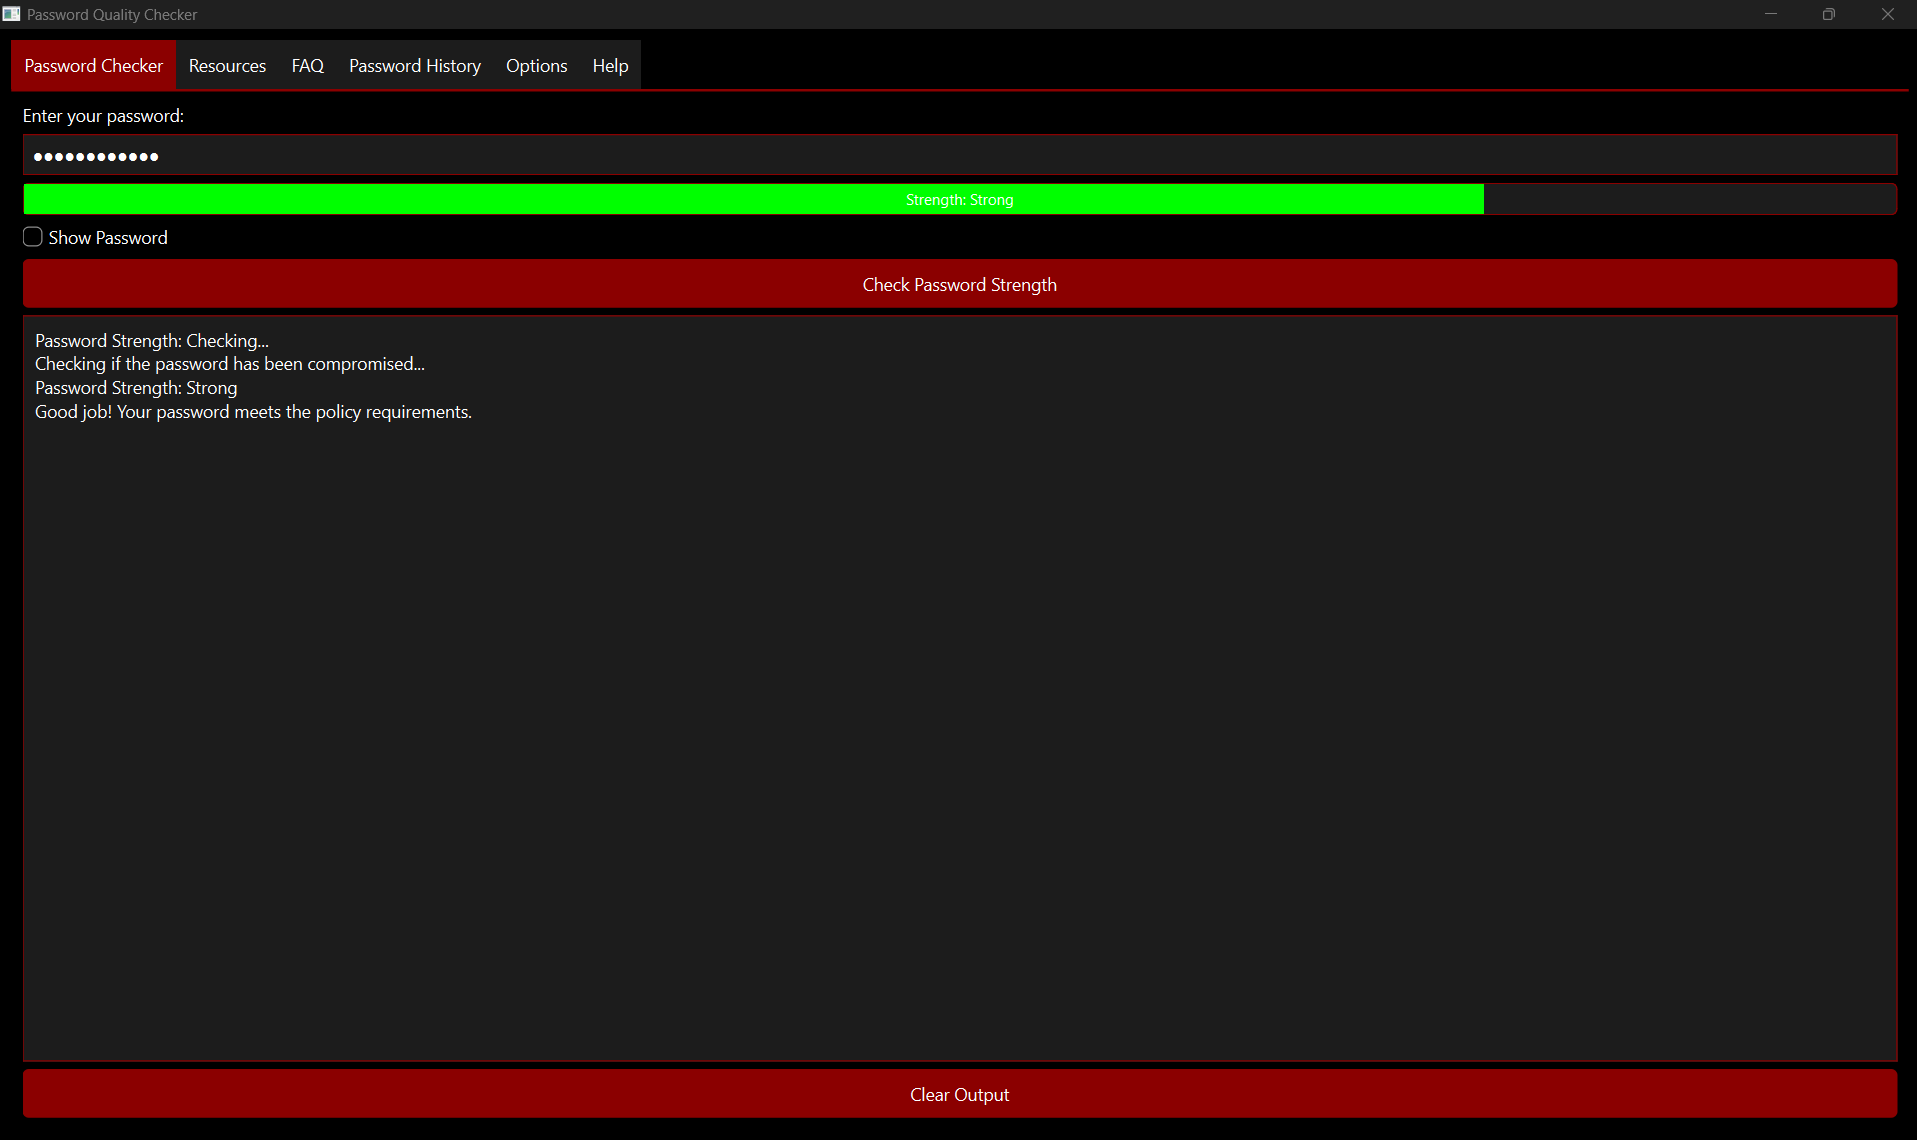 Password Quality Checker
Password Checker Resources FAQ Password History Options Help
Enter your password:
●●●●●●●●●●●●
Strength: Strong
Show Password
Check Password Strength
Password Strength: Checking...
Checking if the password has been compromised...
Password Strength: Strong
Good job! Your password meets the policy requirements.
Clear Output